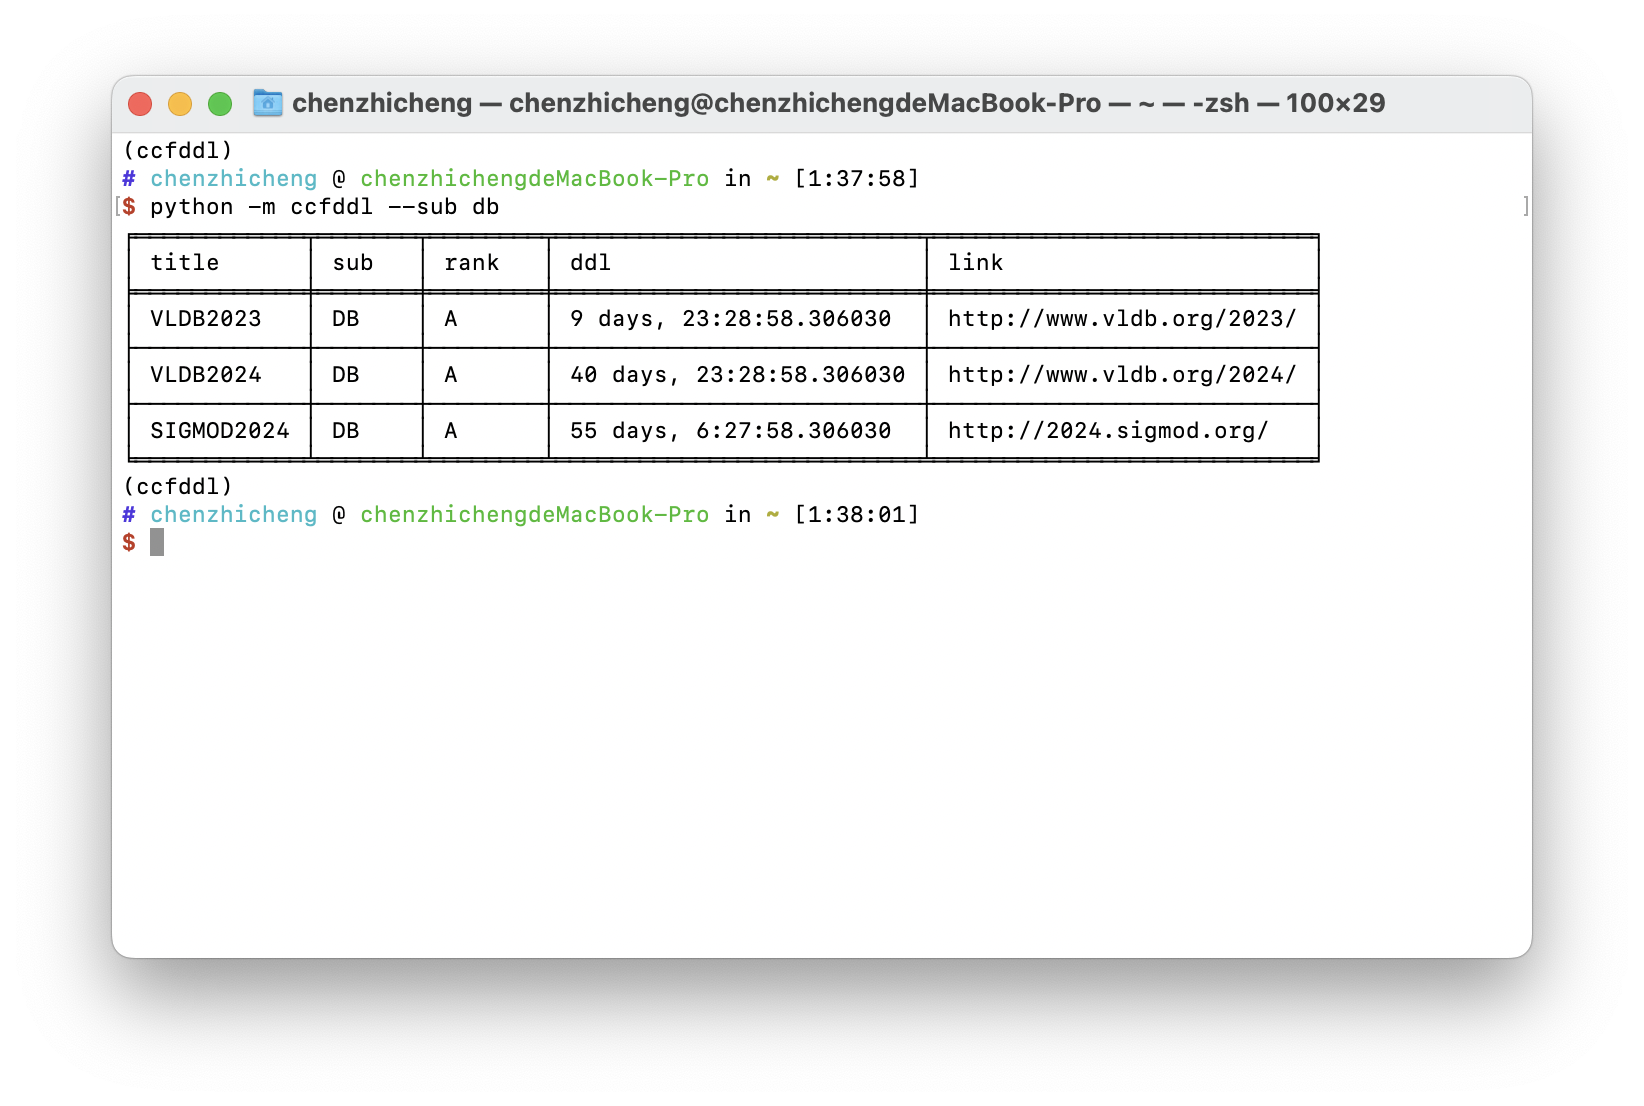 chenzhicheng — chenzhicheng@chenzhichengdeMacBook-Pro — ~ — -zsh — 100×29
(ccfddl)
# chenzhicheng @ chenzhichengdeMacBook-Pro in ~ [1:37:58]
[$ python -m ccfddl --sub db ]
title sub rank ddl link
VLDB2023 DB A 9 days, 23:28:58.306030 http://www.vldb.org/2023/
VLDB2024 DB A 40 days, 23:28:58.306030 http://www.vldb.org/2024/
SIGMOD2024 DB A 55 days, 6:27:58.306030 http://2024.sigmod.org/
(ccfddl)
# chenzhicheng @ chenzhichengdeMacBook-Pro in ~ [1:38:01]
$